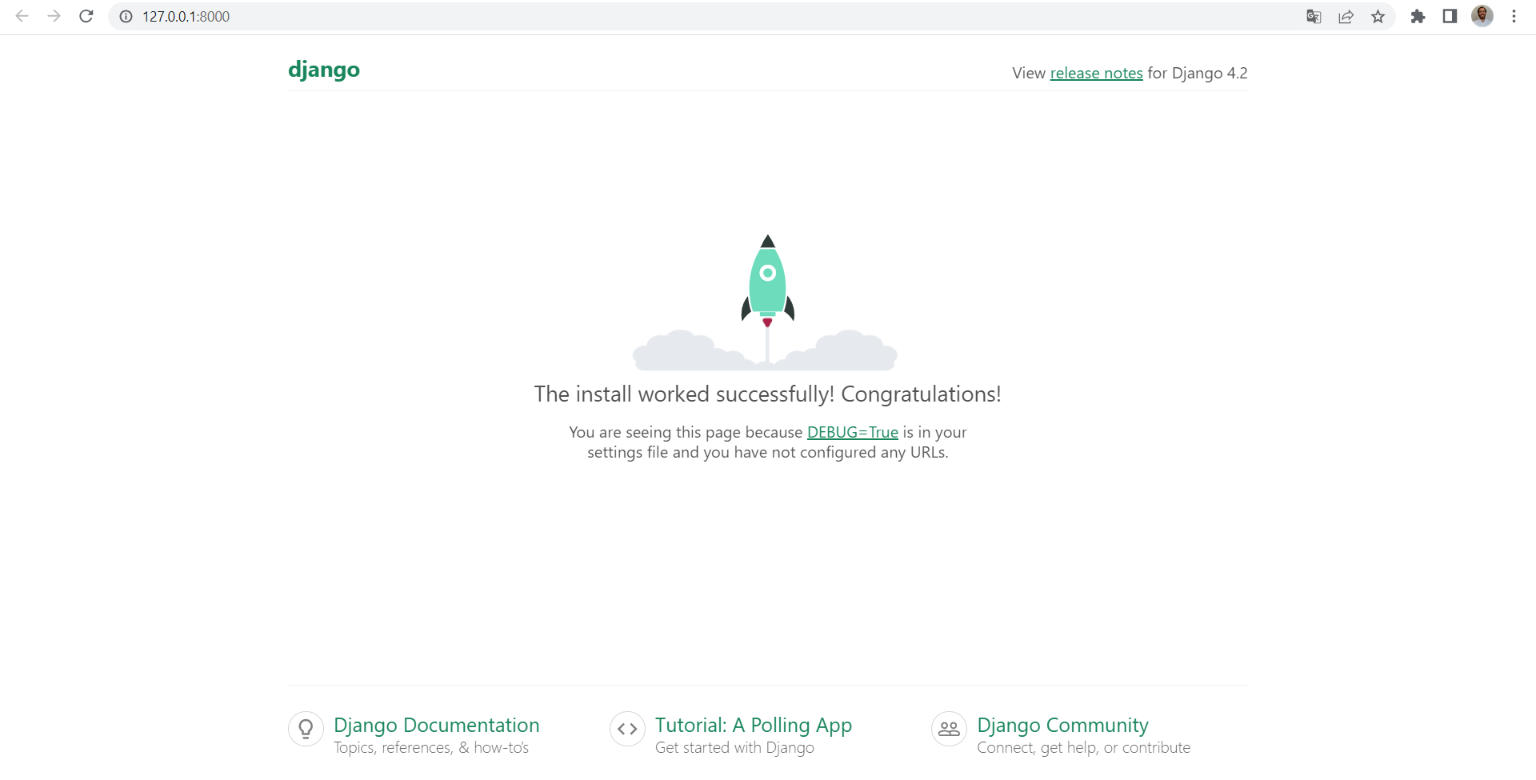 127.0.0.1:8000
django
View release notes for Django 4.2
The install worked successfully! Congratulations!
You are seeing this page because DEBUG=True is in your
settings file and you have not configured any URLs.
Django Documentation
Topics, references, & how-to's
Tutorial: A Polling App
Get started with Django
Django Community
Connect, get help, or contribute